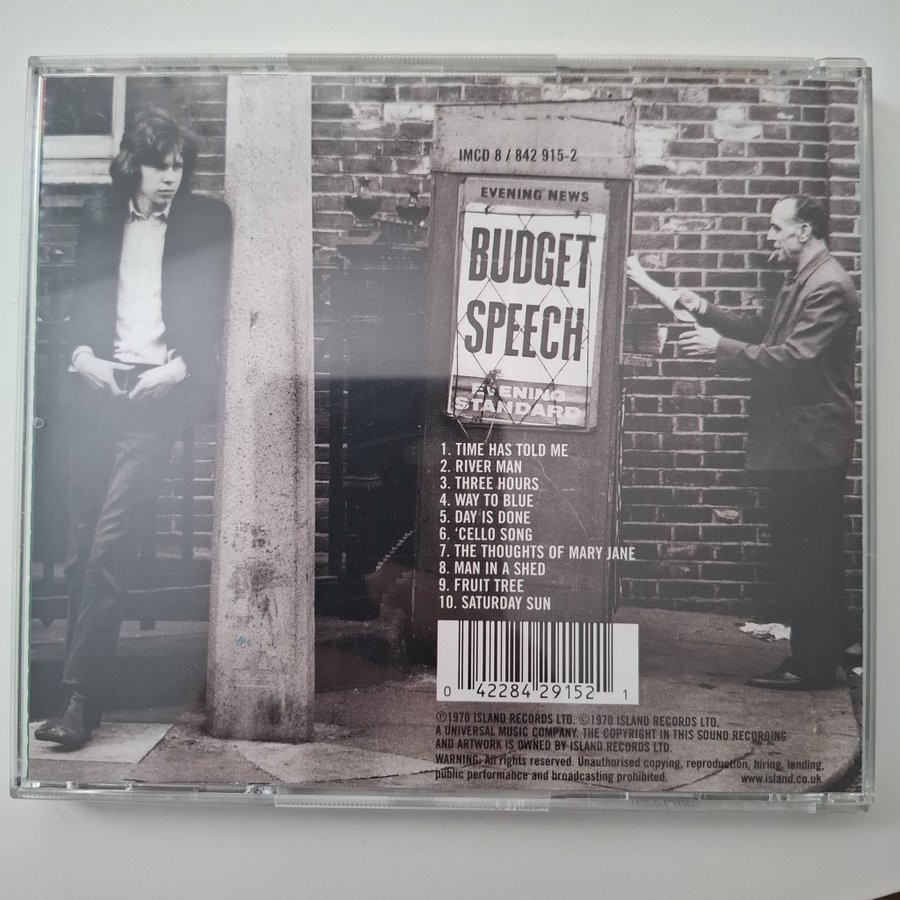 IMCD 8 / 842 915-2
EVENING NEWS
BUDGET
SPEECH
EVENING
STANDARD
1. TIME HAS TOLD ME
2. RIVER MAN
3. THREE HOURS
4. WAY TO BLUE
5. DAY IS DONE
6. ‘CELLO SONG
7. THE THOUGHTS OF MARY JANE
8. MAN IN A SHED
9. FRUIT TREE
10. SATURDAY SUN
0 42284 29152 1
℗1970 ISLAND RECORDS LTD. ©1970 ISLAND RECORDS LTD.
A UNIVERSAL MUSIC COMPANY. THE COPYRIGHT IN THIS SOUND RECORDING
AND ARTWORK IS OWNED BY ISLAND RECORDS LTD.
WARNING: All rights reserved. Unauthorised copying, reproduction, hiring, lending,
public performance and broadcasting prohibited. www.island.co.uk